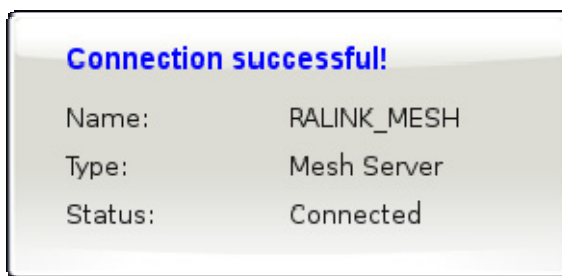 Connection successful!
Name: RALINK_MESH
Type: Mesh Server
Status: Connected